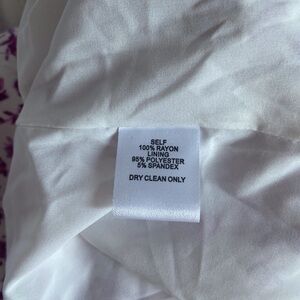 SELF
100% RAYON
LINING
95% POLYESTER
5% SPANDEX
DRY CLEAN ONLY